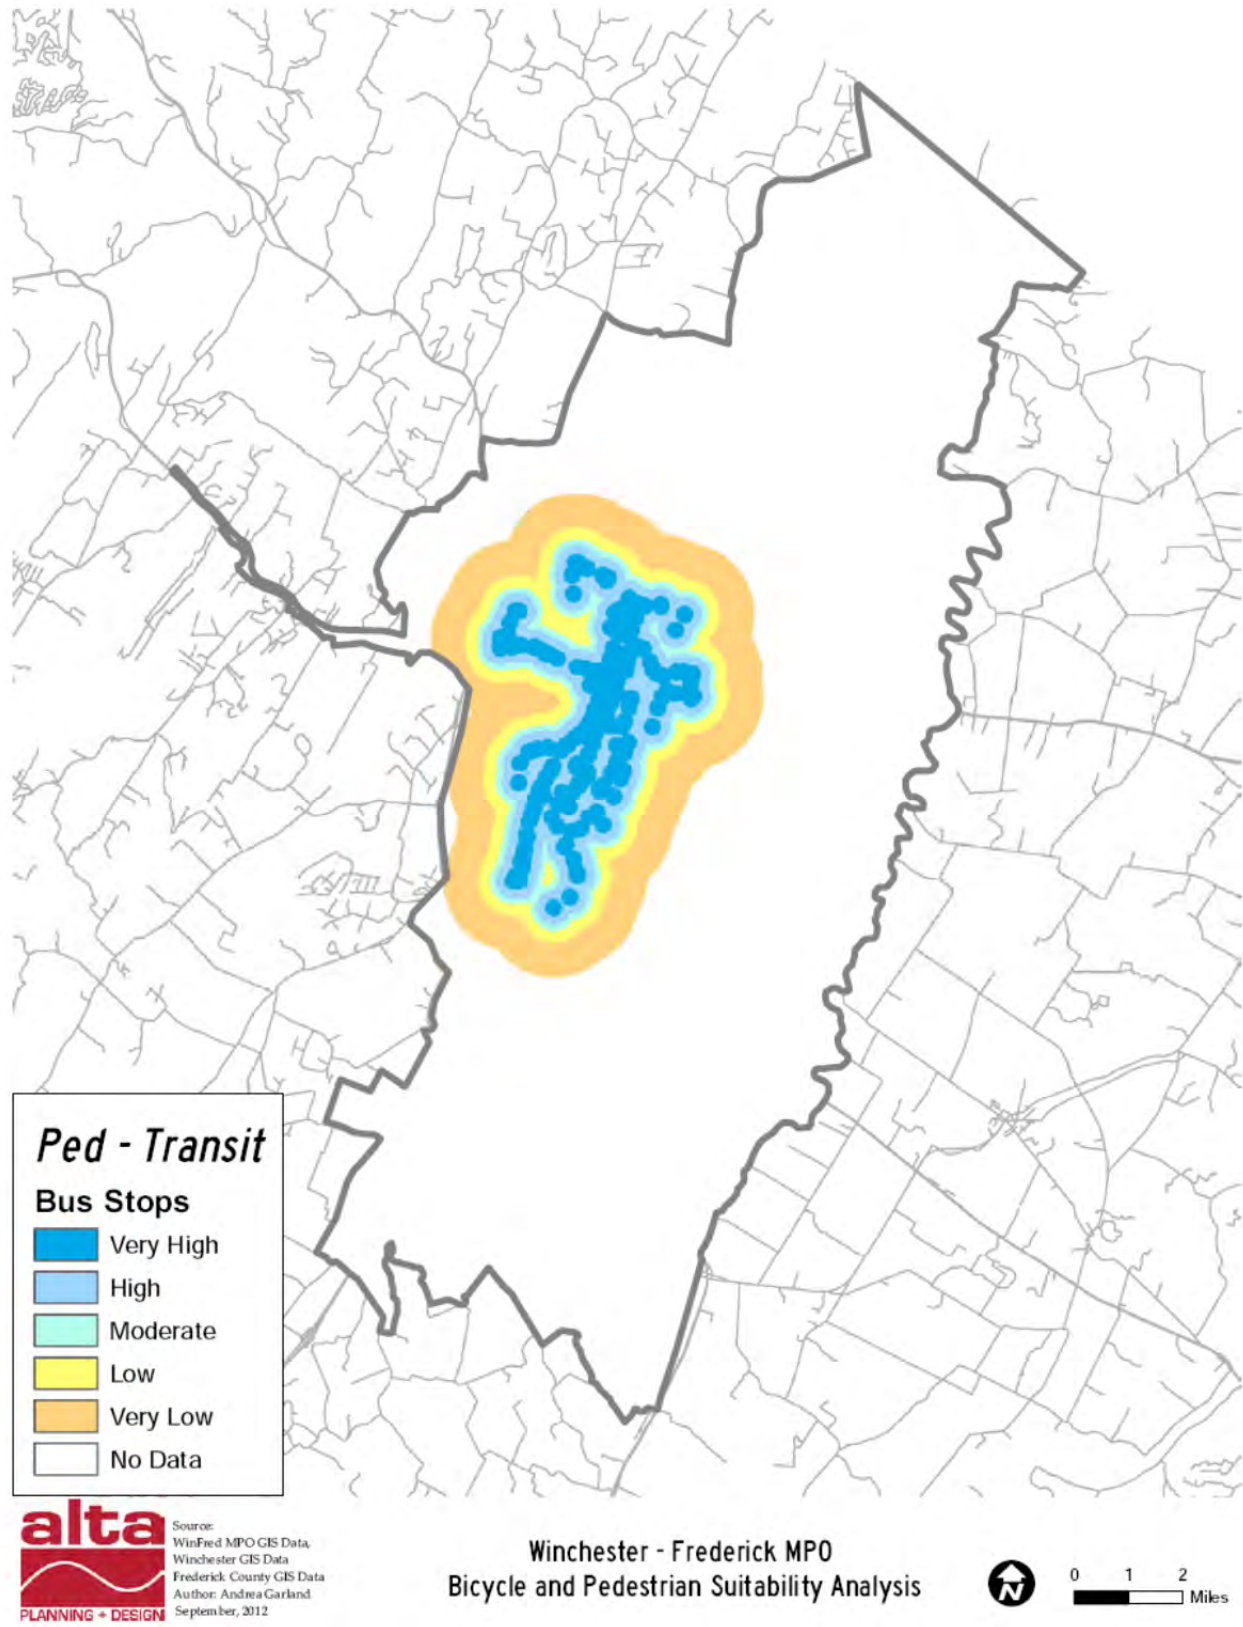 Ped - Transit
Bus Stops
Very High
High
Moderate
Low
Very Low
No Data
alta
PLANNING + DESIGN
Source:
WinFred MPO GIS Data,
Winchester GIS Data
Frederick County GIS Data
Author: Andrea Garland
September, 2012
Winchester - Frederick MPO
Bicycle and Pedestrian Suitability Analysis
N
0 1 2
Miles